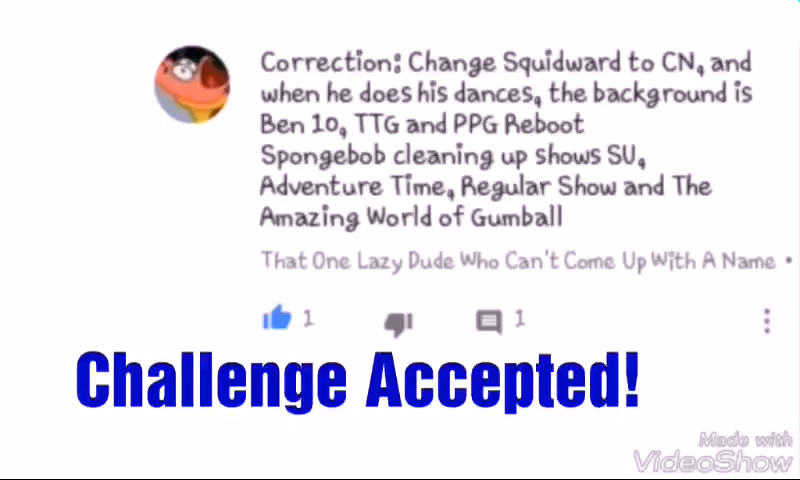 Correction: Change Squidward to CN, and
when he does his dances, the background is
Ben 10, TTG and PPG Reboot
Spongebob cleaning up shows SU,
Adventure Time, Regular Show and The
Amazing World of Gumball
That One Lazy Dude Who Can't Come Up With A Name •
1 1
Challenge Accepted!
Made with
VideoShow